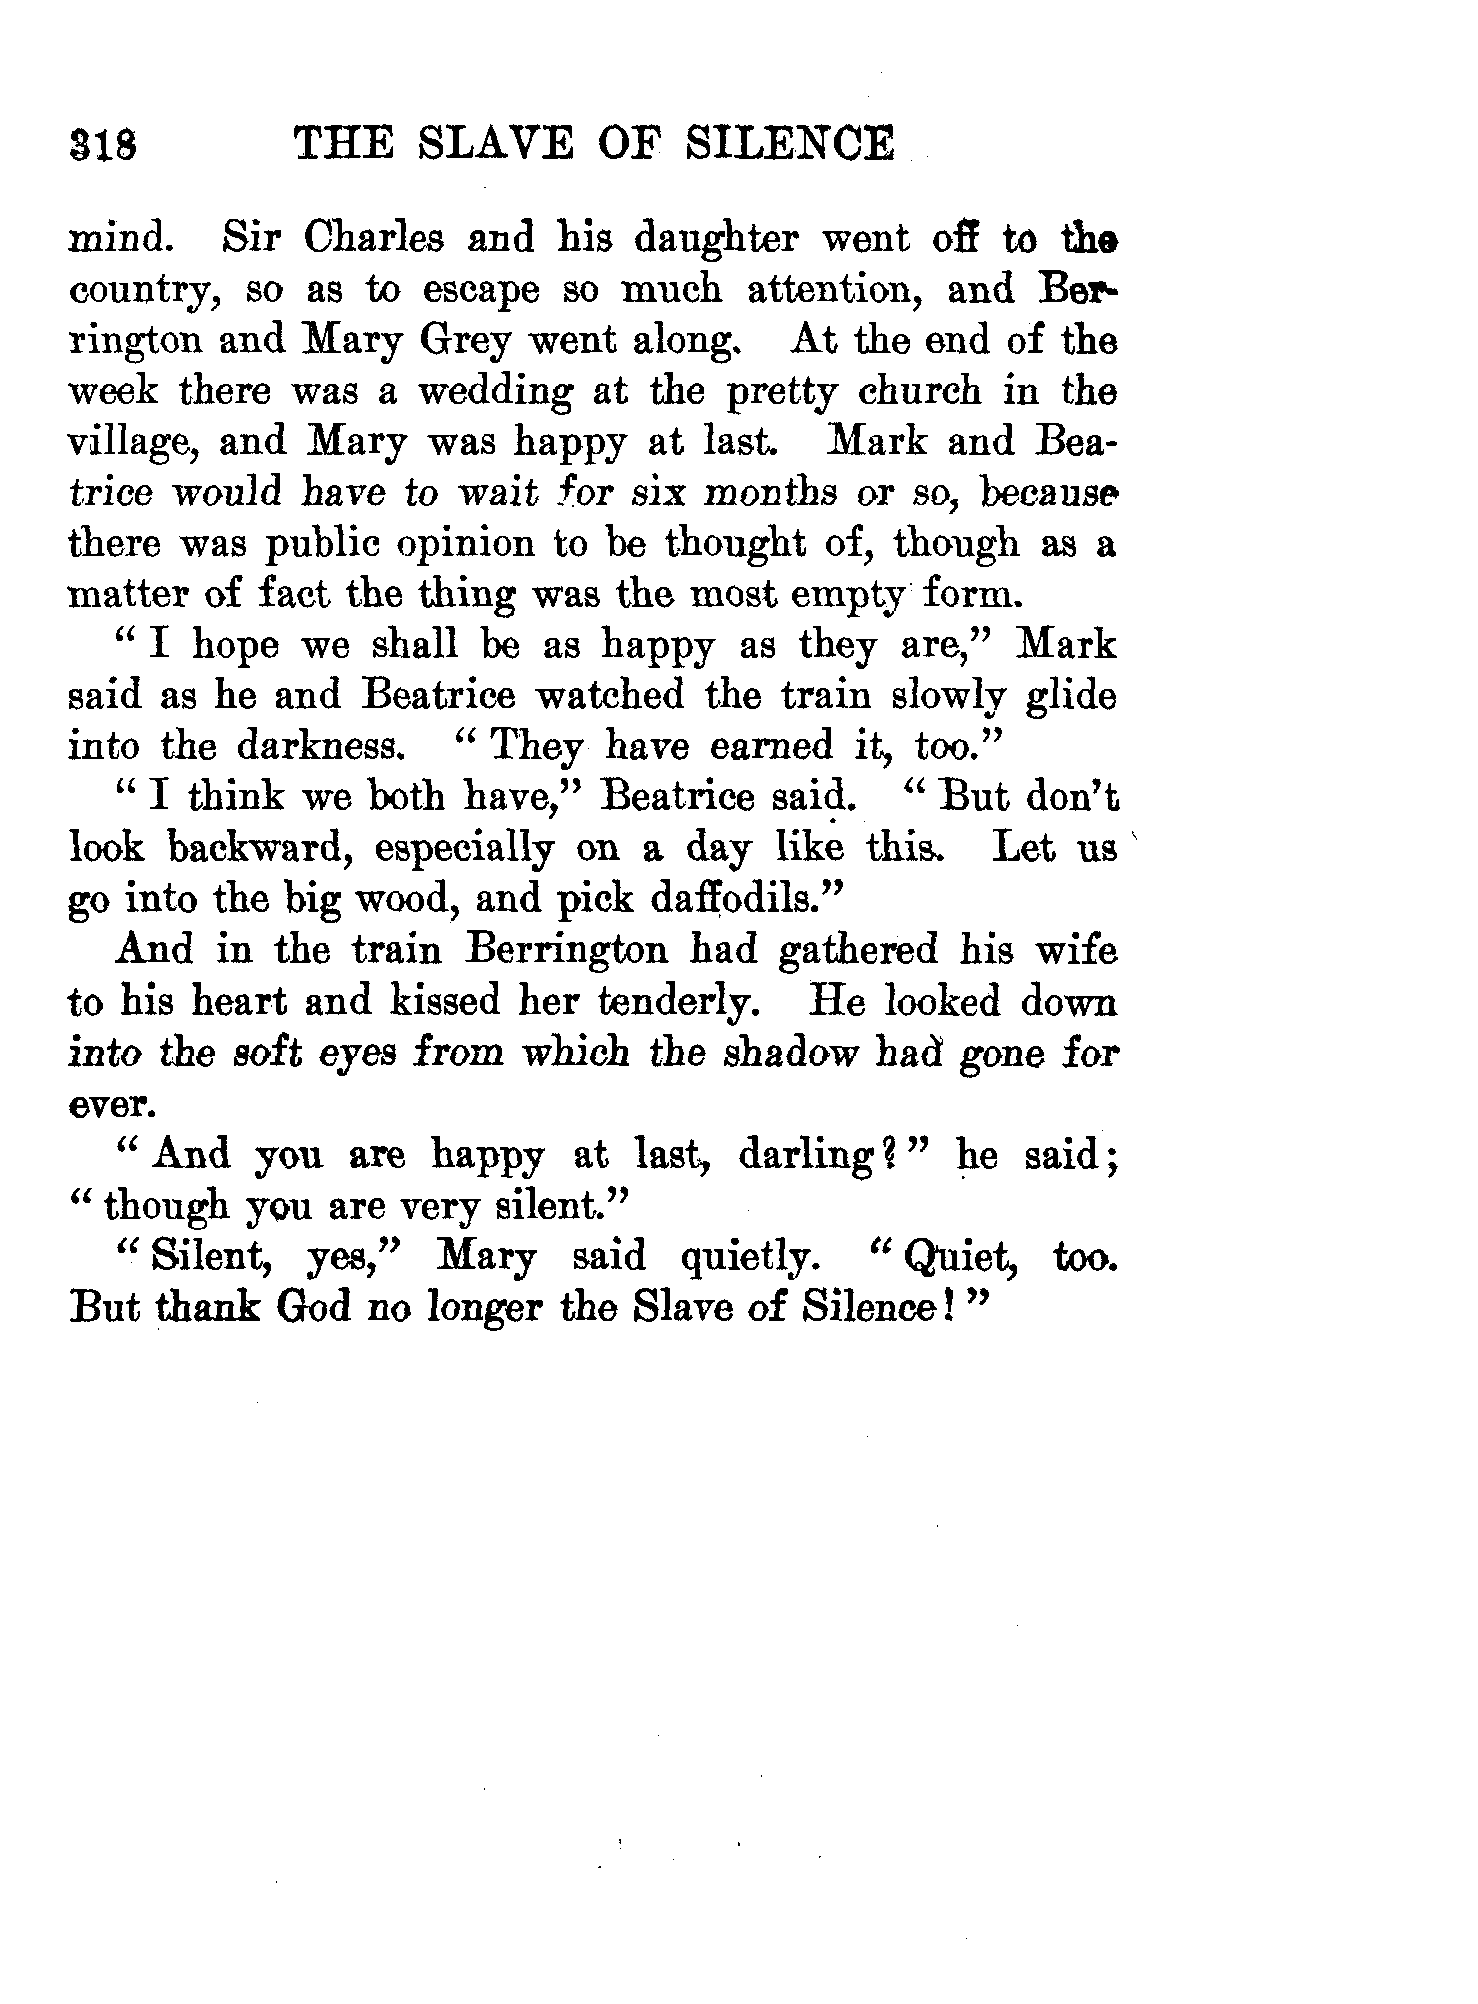 318 THE SLAVE OF SILENCE
mind. Sir Charles and his daughter went off to the
country, so as to escape so much attention, and Ber-
rington and Mary Grey went along. At the end of the
week there was a wedding at the pretty church in the
village, and Mary was happy at last. Mark and Bea-
trice would have to wait for six months or so, because
there was public opinion to be thought of, though as a
matter of fact the thing was the most empty form.
“ I hope we shall be as happy as they are,” Mark
said as he and Beatrice watched the train slowly glide
into the darkness. “ They have earned it, too.”
“ I think we both have,” Beatrice said. “ But don’t
look backward, especially on a day like this. Let us
go into the big wood, and pick daffodils.”
And in the train Berrington had gathered his wife
to his heart and kissed her tenderly. He looked down
into the soft eyes from which the shadow had gone for
ever.
“ And you are happy at last, darling? ” he said;
“ though you are very silent.”
“ Silent, yes,” Mary said quietly. “ Quiet, too.
But thank God no longer the Slave of Silence! ”